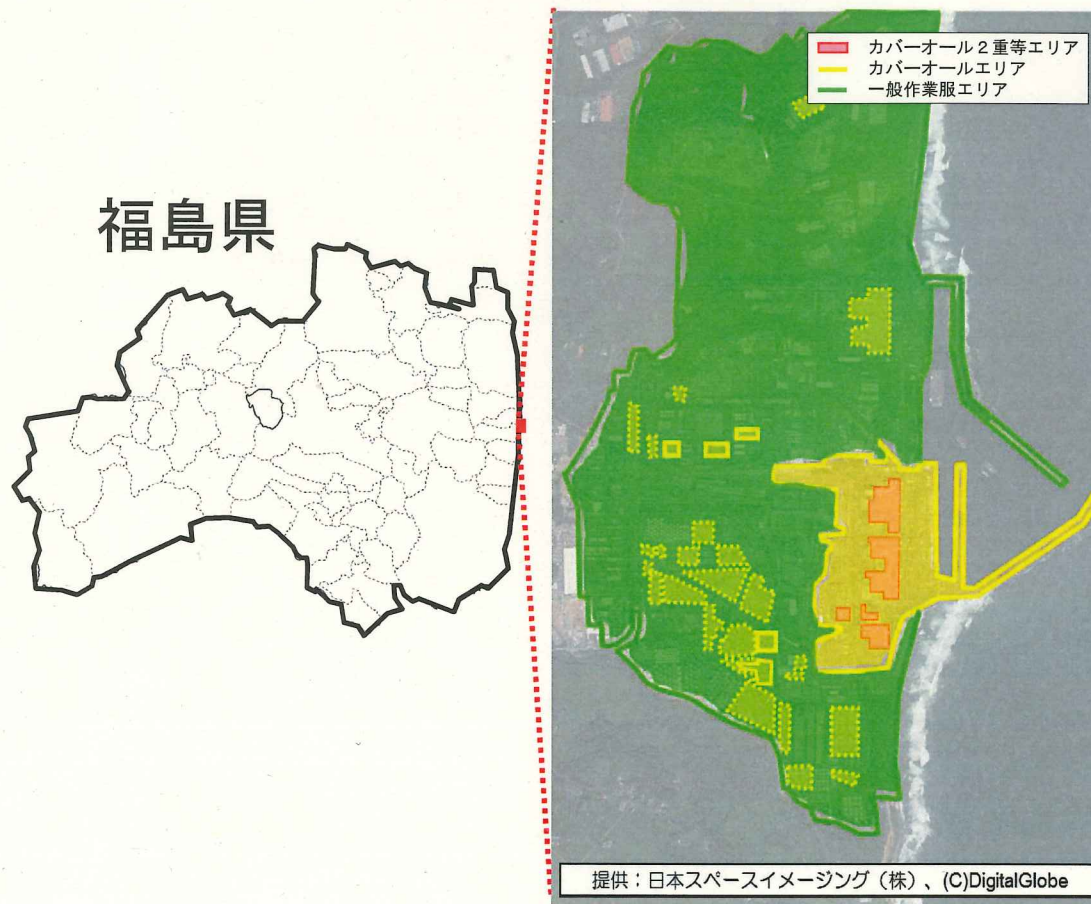 福島県
カバーオール２重等エリア
カバーオールエリア
一般作業服エリア
提供：日本スペースイメージング（株）、(C)DigitalGlobe